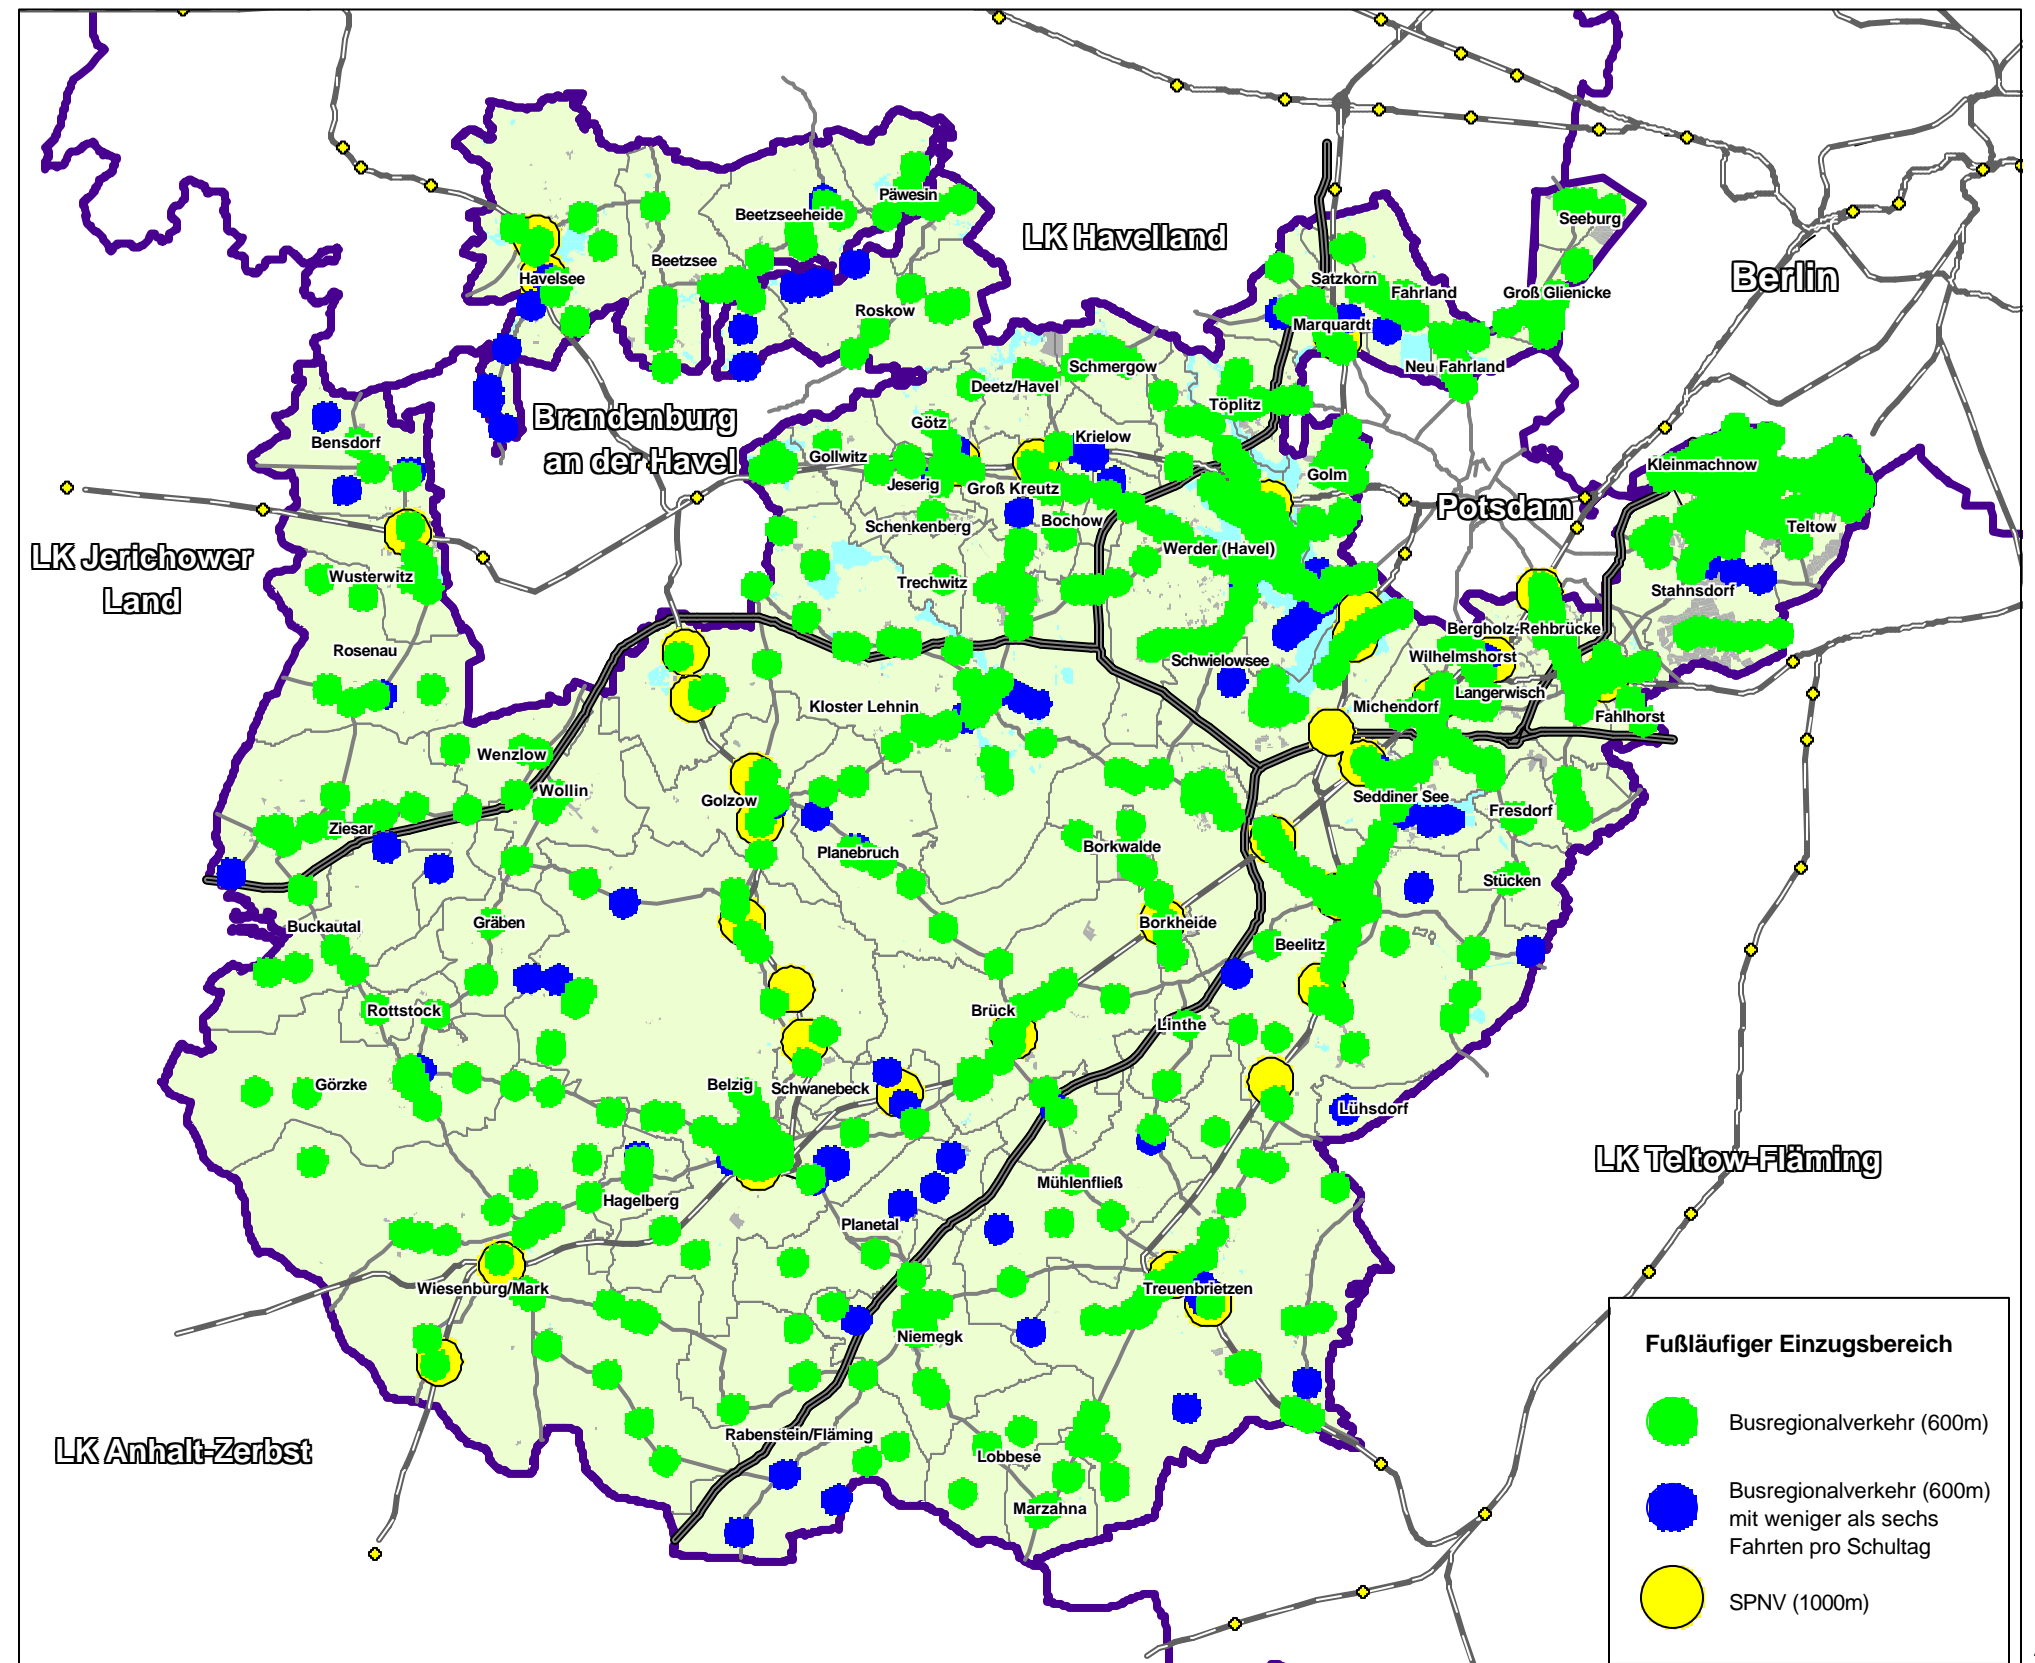 Seeburg
Päwesin
Beetzseeheide
LK Havelland
Berlin
Beetzsee
Havelsee
Satzkorn
Fahrland
Groß Glienicke
Roskow
Marquardt
Schmergow
Neu Fahrland
Deetz/Havel
Töplitz
Brandenburg
an der Havel
Götz
Krielow
Bensdorf
Gollwitz
Kleinmachnow
Golm
Jeserig
Groß Kreutz
Potsdam
Schenkenberg
Bochow
Teltow
LK Jerichower
Land
Werder (Havel)
Wusterwitz
Trechwitz
Stahnsdorf
Bergholz-Rehbrücke
Rosenau
Schwielowsee
Wilhelmshorst
Langerwisch
Kloster Lehnin
Michendorf
Fahlhorst
Wenzlow
Wollin
Golzow
Seddiner See
Fresdorf
Ziesar
Planebruch
Borkwalde
Stücken
Buckautal
Gräben
Borkheide
Beelitz
Rottstock
Brück
Linthe
Görzke
Belzig
Schwanebeck
Lühsdorf
LK Teltow-Fläming
Mühlenfließ
Hagelberg
Planetal
Wiesenburg/Mark
Treuenbrietzen
Niemegk
Rabenstein/Fläming
LK Anhalt-Zerbst
Lobbese
Marzahna
Fußläufiger Einzugsbereich
Busregionalverkehr (600m)
Busregionalverkehr (600m)
mit weniger als sechs
Fahrten pro Schultag
SPNV (1000m)